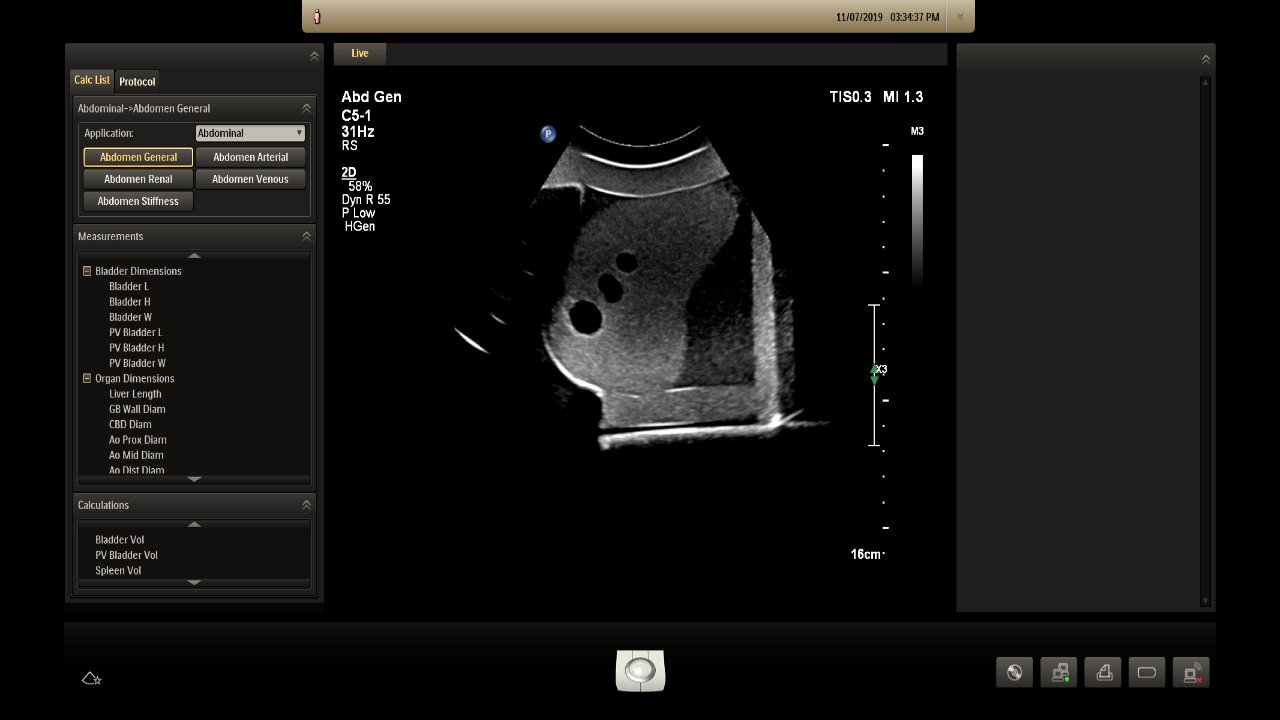 11/07/2019 03:34:37 PM
Live
Calc List Protocol
Abdominal->Abdomen General
Application: Abdominal
Abdomen General Abdomen Arterial
Abdomen Renal Abdomen Venous
Abdomen Stiffness
Measurements
Bladder Dimensions
Bladder L
Bladder H
Bladder W
PV Bladder L
PV Bladder H
PV Bladder W
Organ Dimensions
Liver Length
GB Wall Diam
CBD Diam
Ao Prox Diam
Ao Mid Diam
Ao Dist Diam
Calculations
Bladder Vol
PV Bladder Vol
Spleen Vol
Abd Gen
C5-1
31Hz
RS
2D
58%
Dyn R 55
P Low
HGen
P
TIS0.3 MI 1.3
M3
X3
16cm